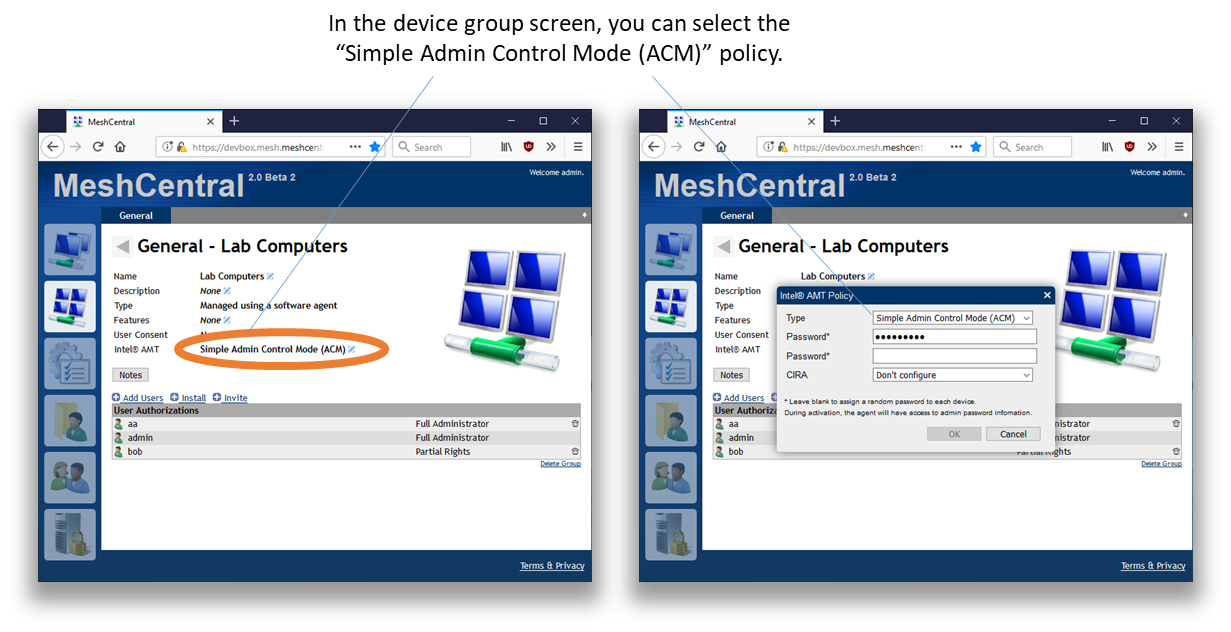 In the device group screen, you can select the
“Simple Admin Control Mode (ACM)” policy.
MeshCentral
https://devbox.mesh.meshcent
Search
MeshCentral 2.0 Beta 2
Welcome admin.
General
General - Lab Computers
Name Lab Computers
Description None
Type Managed using a software agent
Features None
User Consent
Intel® AMT Simple Admin Control Mode (ACM)
Notes
Add Users Install Invite
User Authorizations
aa Full Administrator
admin Full Administrator
bob Partial Rights
Delete Group
Terms & Privacy
MeshCentral
https://devbox.mesh.meshcent
Search
MeshCentral 2.0 Beta 2
Welcome admin.
General
General - Lab Computers
Name Lab Computers
Description
Type
Features
User Consent
Intel® AMT
Notes
Add Users
User Authoriza
aa
admin
bob Partial Rights
Delete Group
Intel® AMT Policy
Type Simple Admin Control Mode (ACM)
Password* ●●●●●●●●●
Password*
CIRA Don't configure
* Leave blank to assign a random password to each device.
During activation, the agent will have access to admin password infomation.
OK Cancel
Terms & Privacy